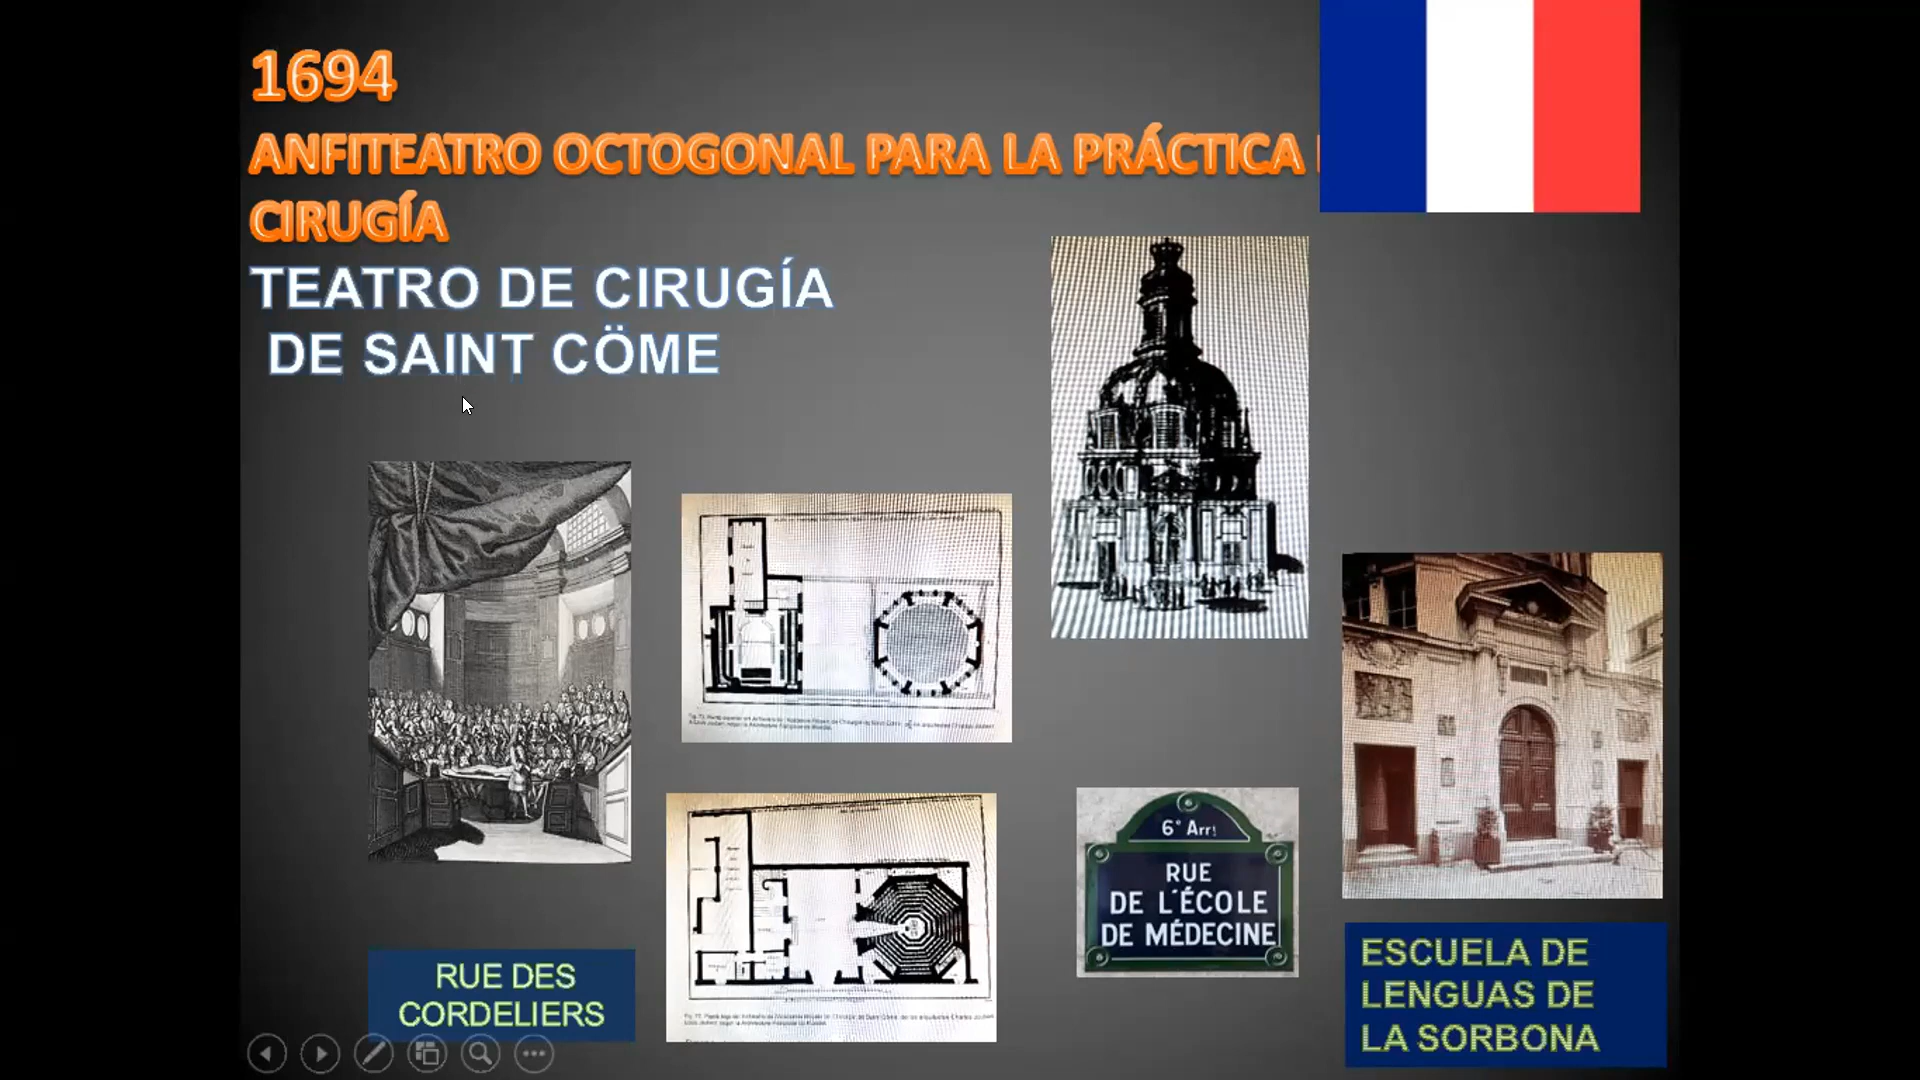 1694
ANFITEATRO OCTOGONAL PARA LA PRÁCTICA
CIRUGÍA
TEATRO DE CIRUGÍA
DE SAINT CÖME
6e Arrt
RUE
DE L'ÉCOLE
DE MÉDECINE
RUE DES
CORDELIERS
ESCUELA DE
LENGUAS DE
LA SORBONA